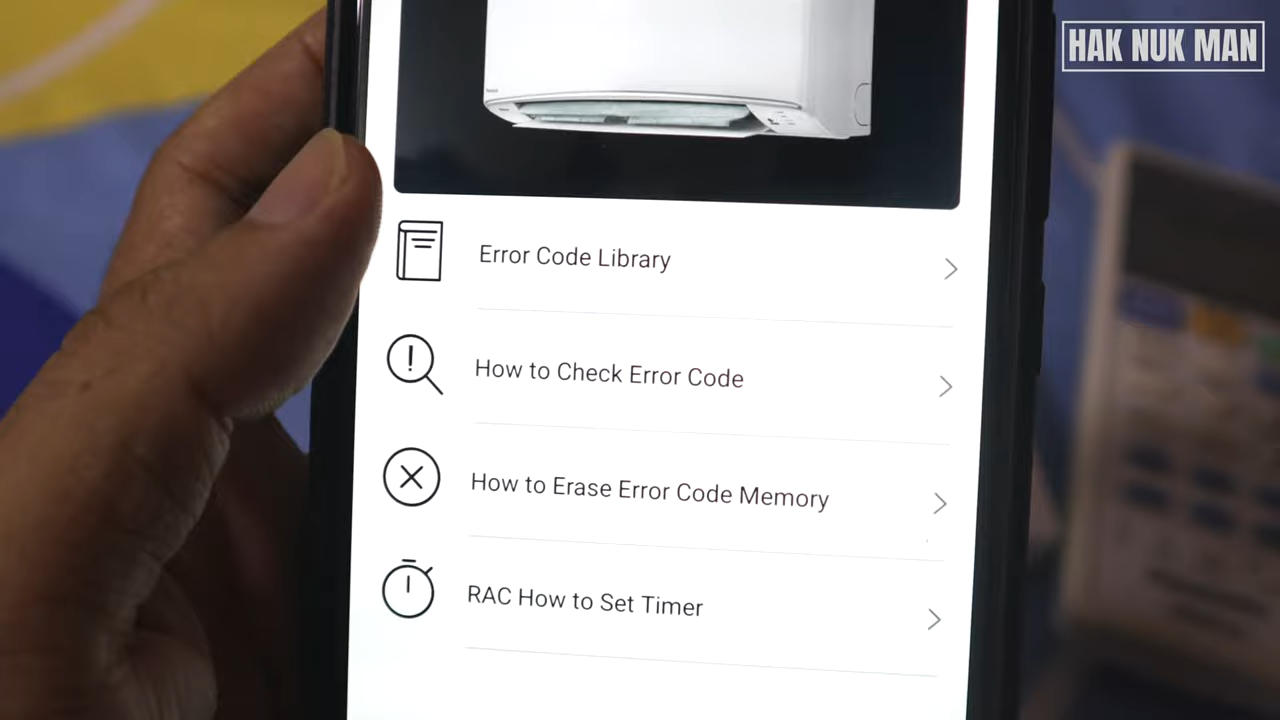 HAK NUK MAN
Error Code Library
How to Check Error Code
How to Erase Error Code Memory
RAC How to Set Timer